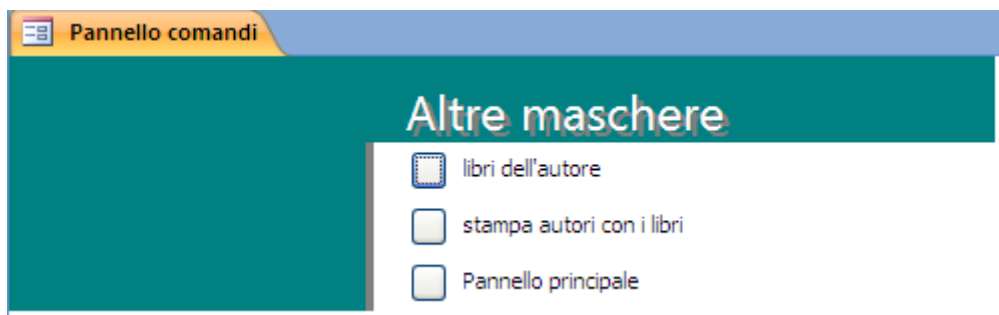 Pannello comandi
Altre maschere
libri dell'autore
stampa autori con i libri
Pannello principale